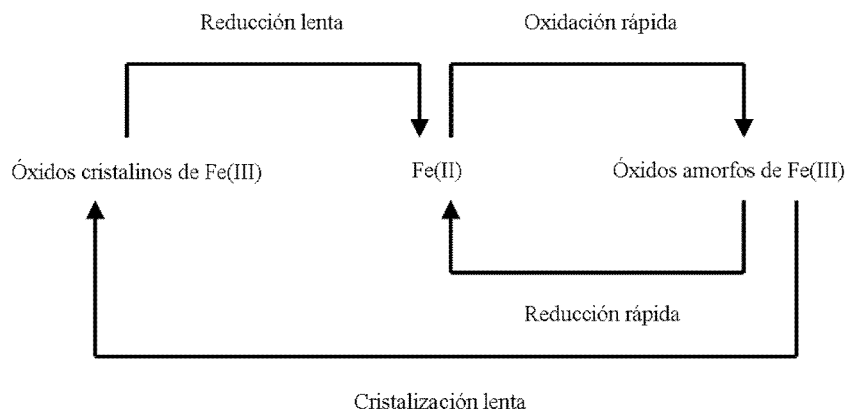 Reducción lenta
Oxidación rápida
Óxidos cristalinos de Fe(III)
Fe(II)
Óxidos amorfos de Fe(III)
Reducción rápida
Cristalización lenta